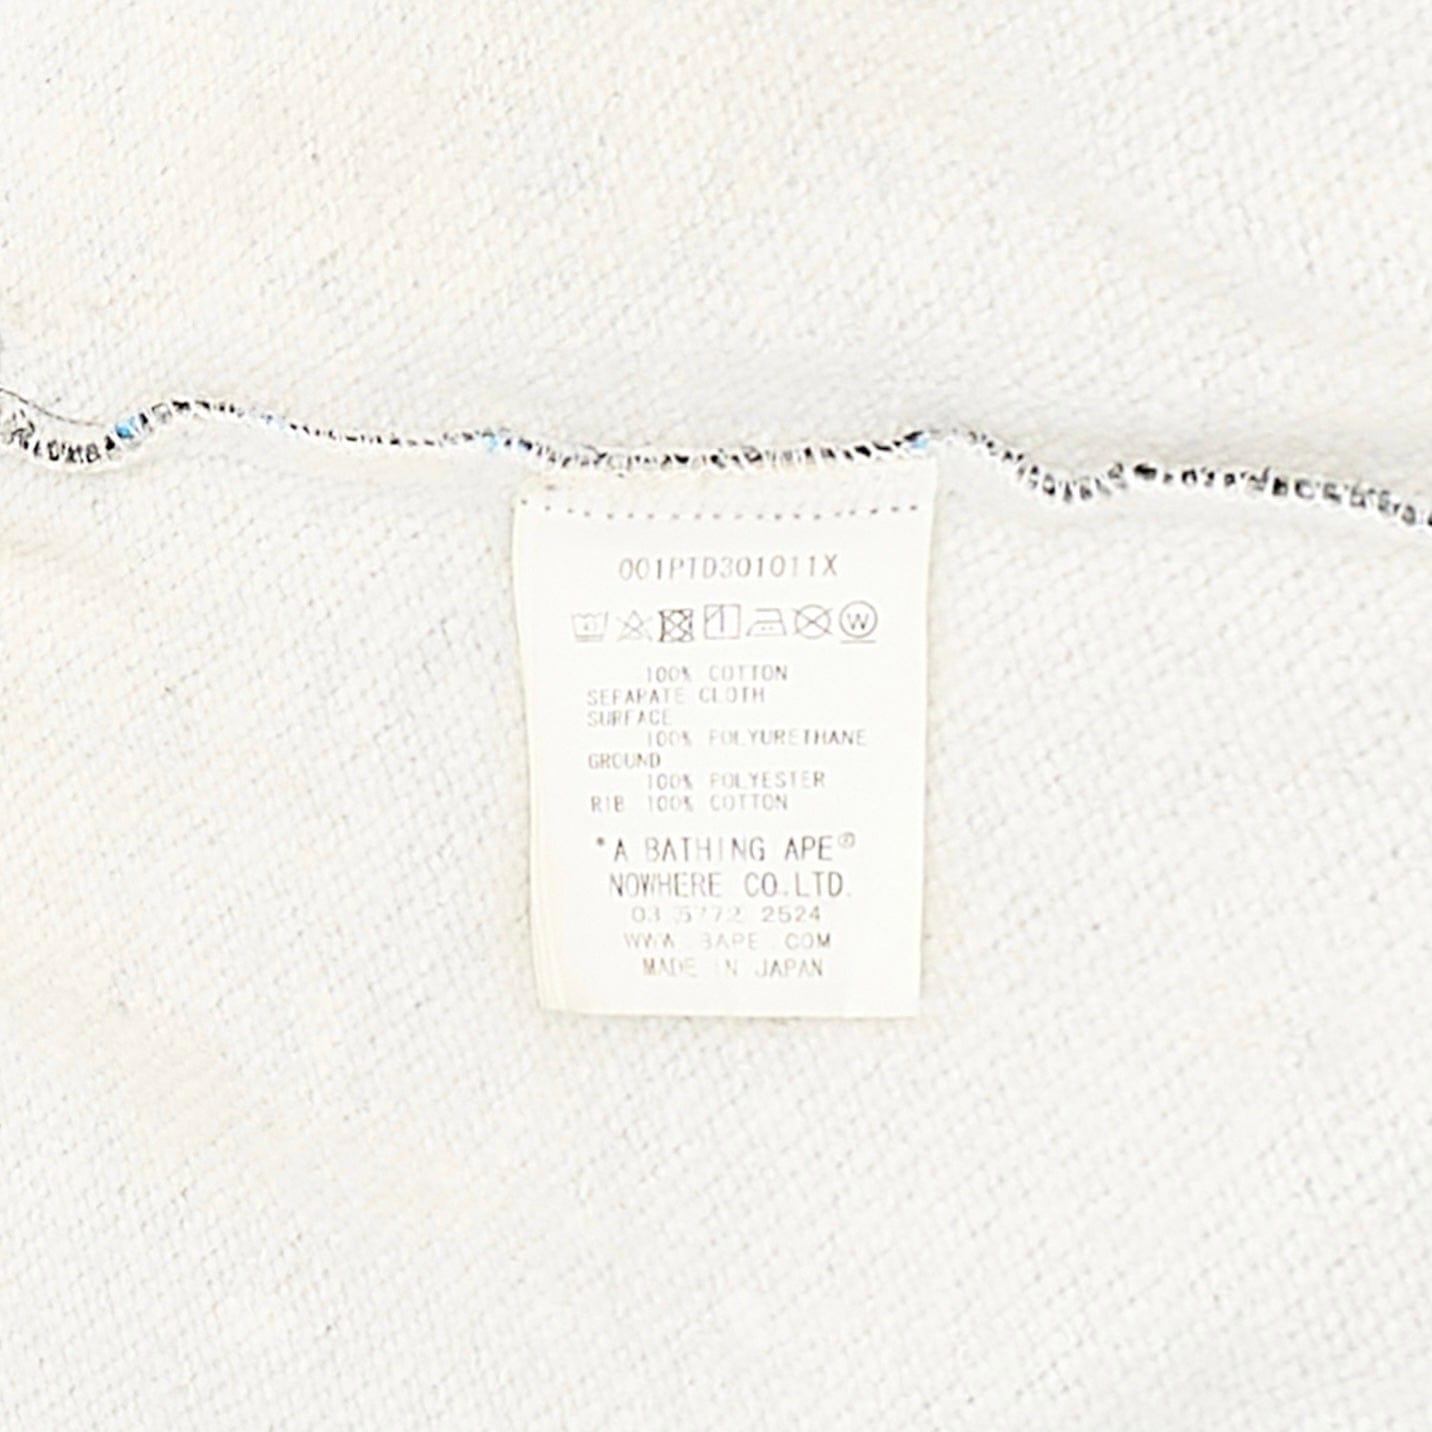 001PTD301011X
W
100% COTTON
SEPARATE CLOTH
SURFACE
100% POLYURETHANE
GROUND
100% POLYESTER
RIB 100% COTTON
*A BATHING APE®
NOWHERE CO.,LTD.
03 5772 2524
WWW.BAPE.COM
MADE IN JAPAN